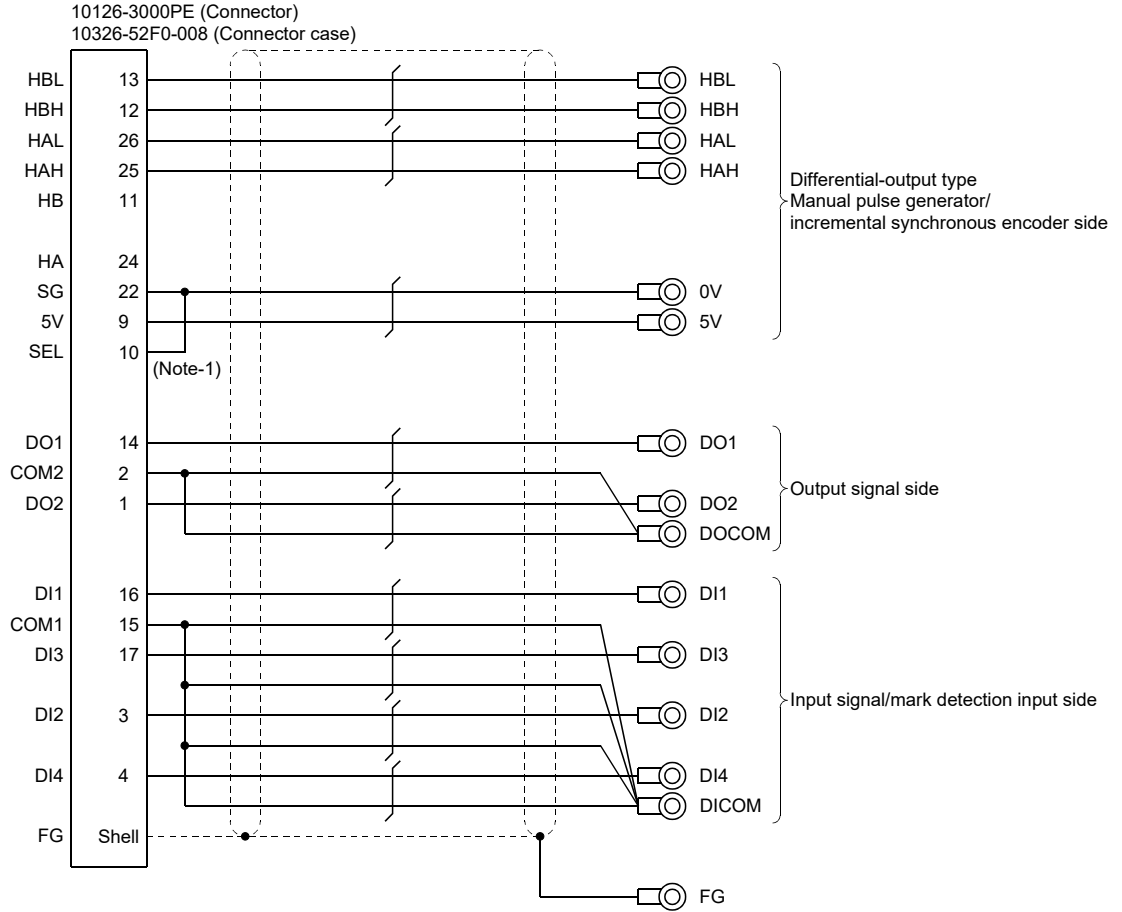 10126-3000PE (Connector)
10326-52F0-008 (Connector case)
HBL 13 HBL
HBH 12 HBH
HAL 26 HAL
HAH 25 HAH
HB 11
Differential-output type
Manual pulse generator/
incremental synchronous encoder side
HA 24
SG 22 0V
5V 9 5V
SEL 10
(Note-1)
DO1 14 DO1
COM2 2
DO2 1 DO2
DOCOM
Output signal side
DI1 16 DI1
COM1 15
DI3 17 DI3
Input signal/mark detection input side
DI2 3 DI2
DI4 4 DI4
DICOM
FG Shell
FG